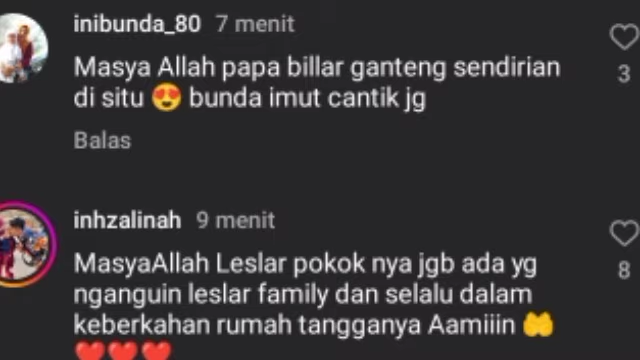 inibunda_80 7 menit
Masya Allah papa billar ganteng sendirian
di situ 😍 bunda imut cantik jg
3
Balas
inhzalinah 9 menit
MasyaAllah Leslar pokok nya jgb ada yg
nganguin leslar family dan selalu dalam
keberkahan rumah tangganya Aamiiin 🤲
8
❤️❤️❤️